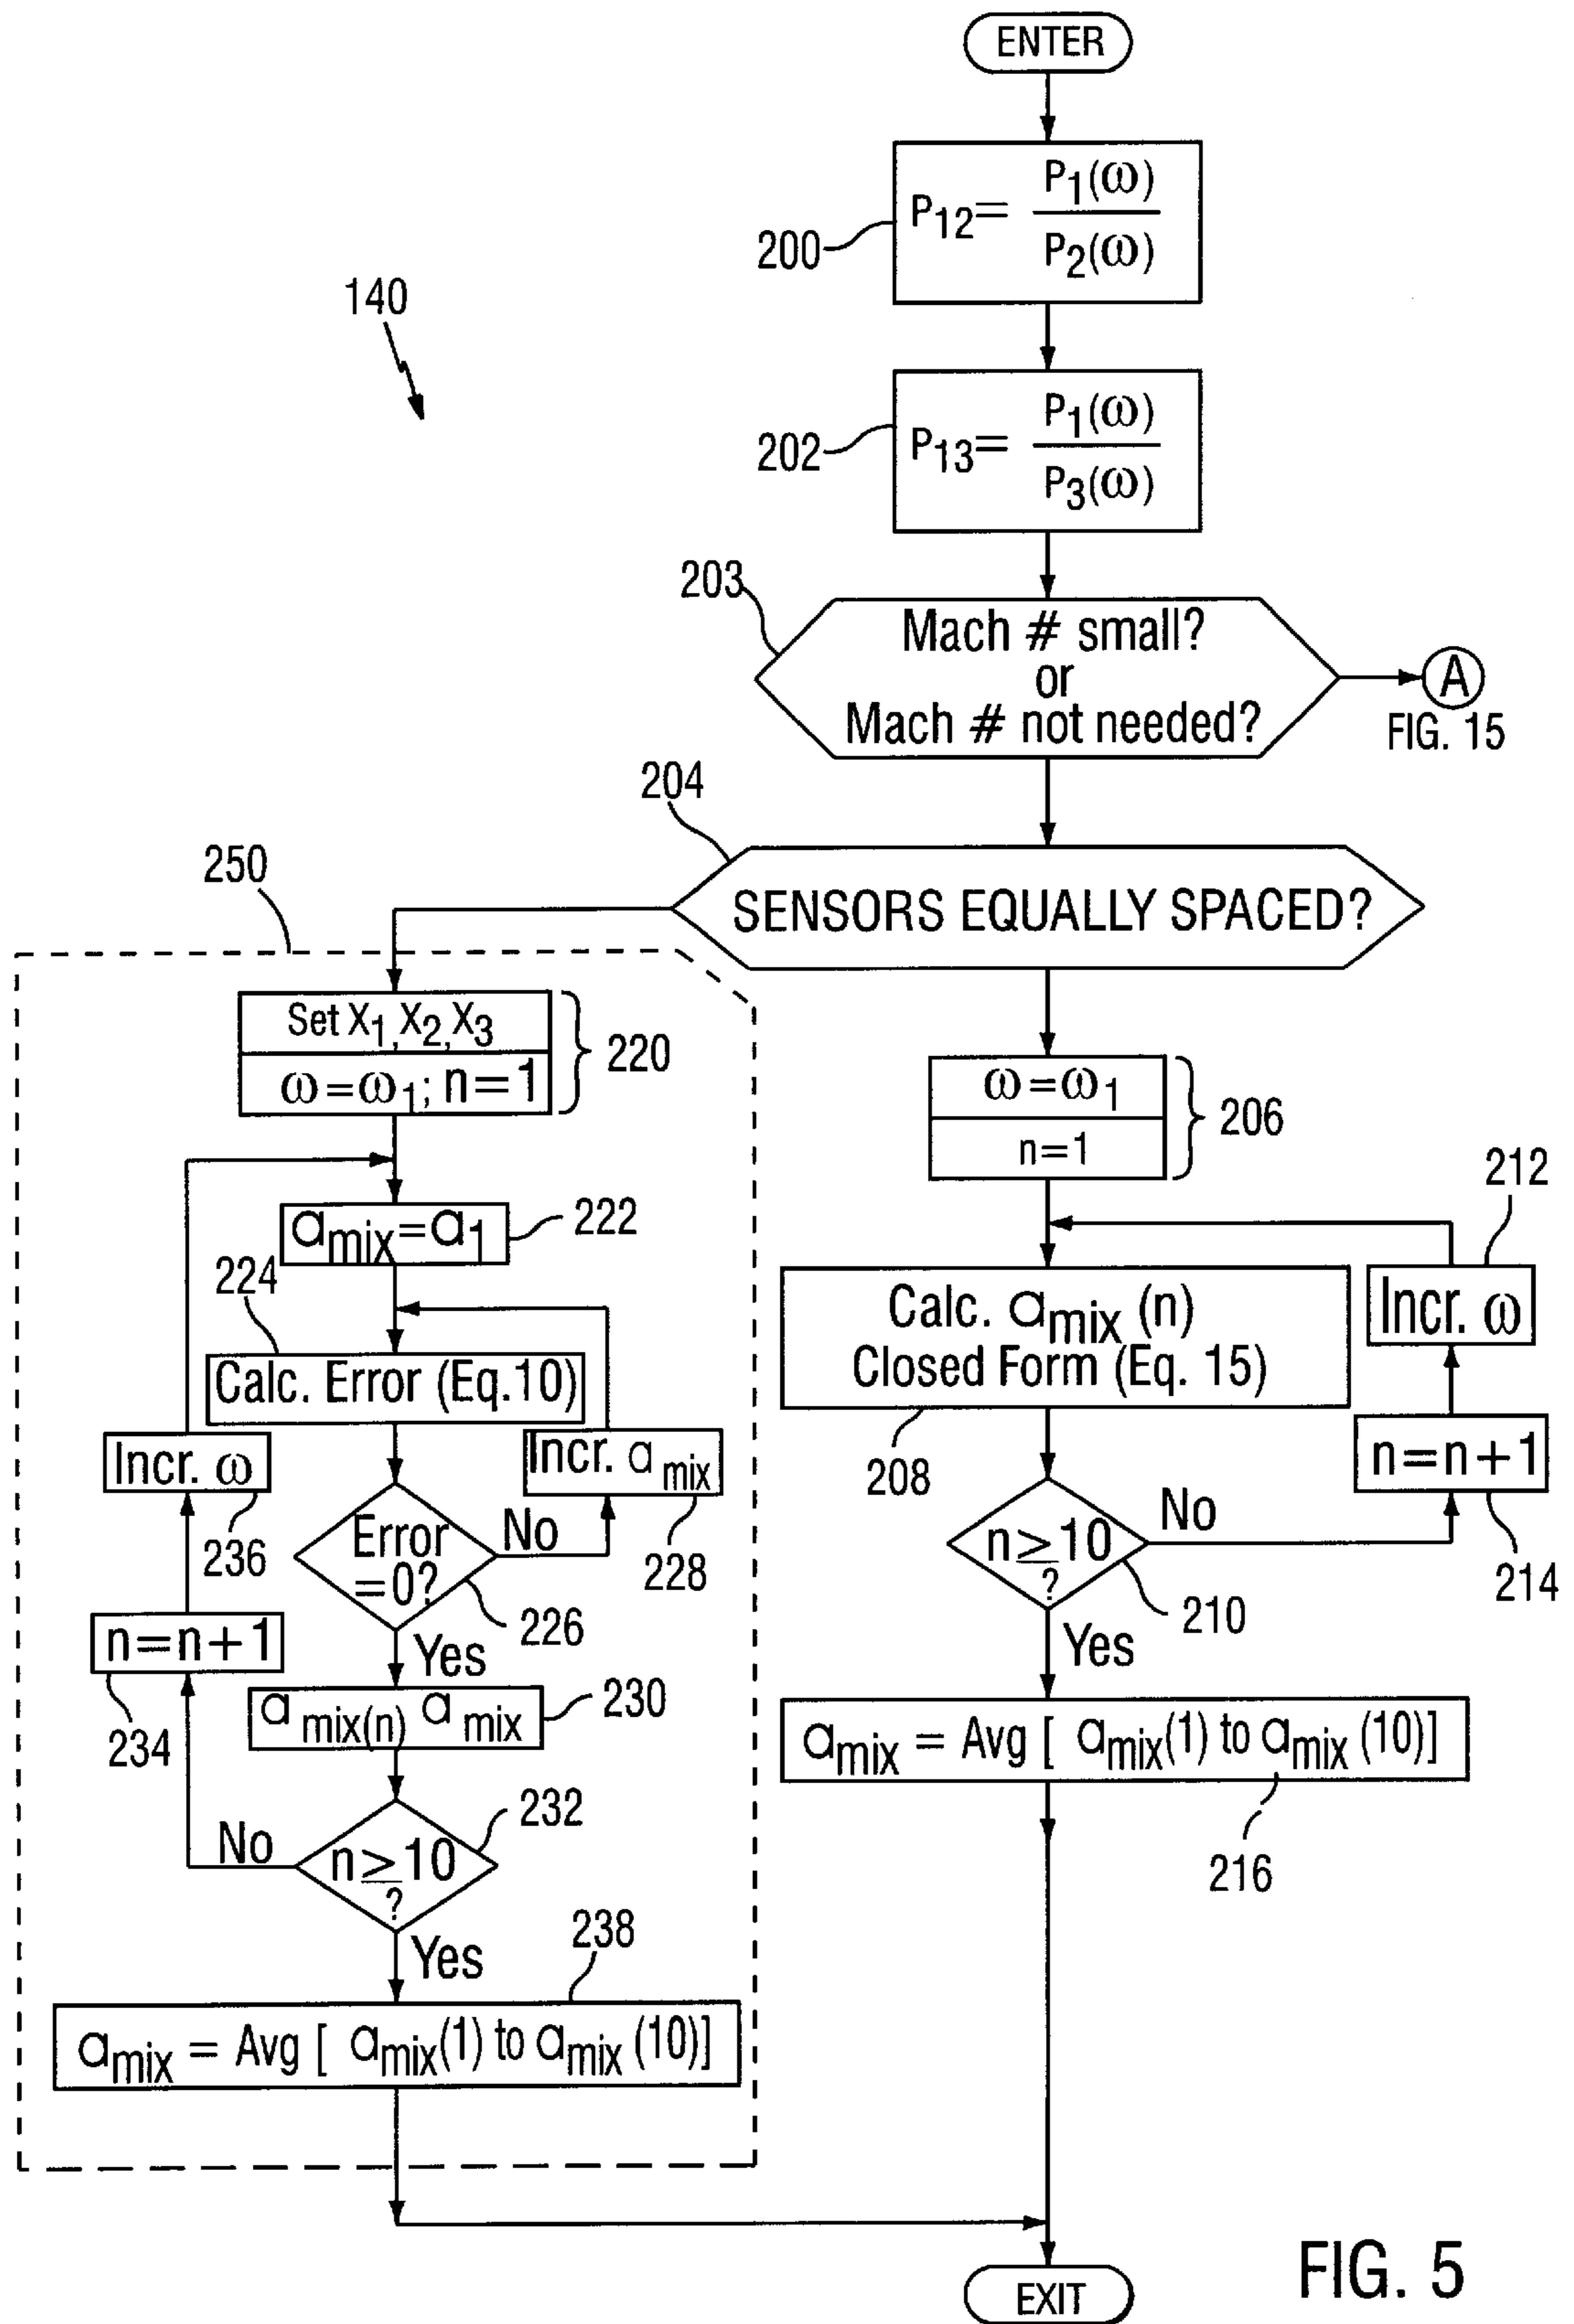 ENTER
P12= P1(ω)
P2(ω)
200
140
P13= P1(ω)
P3(ω)
202
203
Mach # small?
or
Mach # not needed?
A
FIG. 15
204
SENSORS EQUALLY SPACED?
250
Set X1, X2, X3
ω=ω1; n=1
220
ω=ω1
n=1
206
212
amix=a1
222
224
Calc. Error (Eq.10)
Calc. amix (n)
Closed Form (Eq. 15)
Incr. ω
208
n=n+1
214
Incr. ω
236
Incr. a mix
228
Error
=0?
No
226
Yes
n≥10
?
No
210
Yes
n=n+1
234
a mix(n) a mix
230
amix = Avg [ amix(1) to amix (10)]
216
232
n≥10
?
No
Yes
238
amix = Avg [ amix(1) to amix (10)]
EXIT
FIG. 5